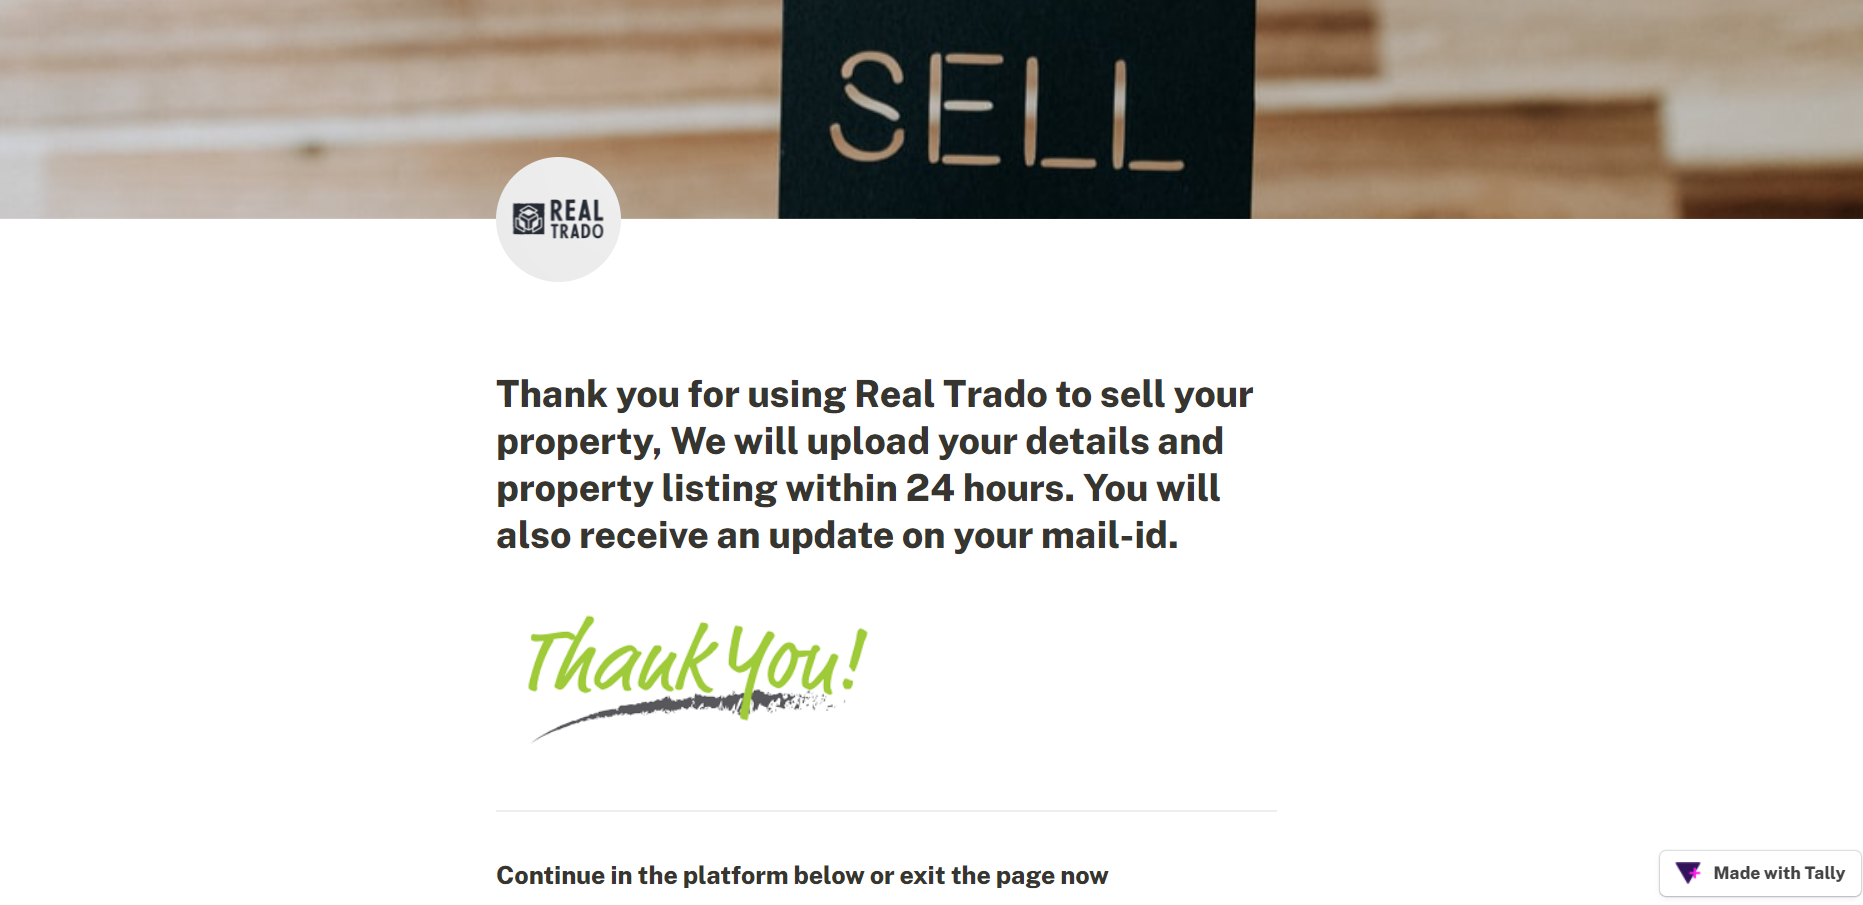 SELL
REAL
TRADO
Thank you for using Real Trado to sell your
property, We will upload your details and
property listing within 24 hours. You will
also receive an update on your mail-id.
Thank You!
Continue in the platform below or exit the page now
Made with Tally